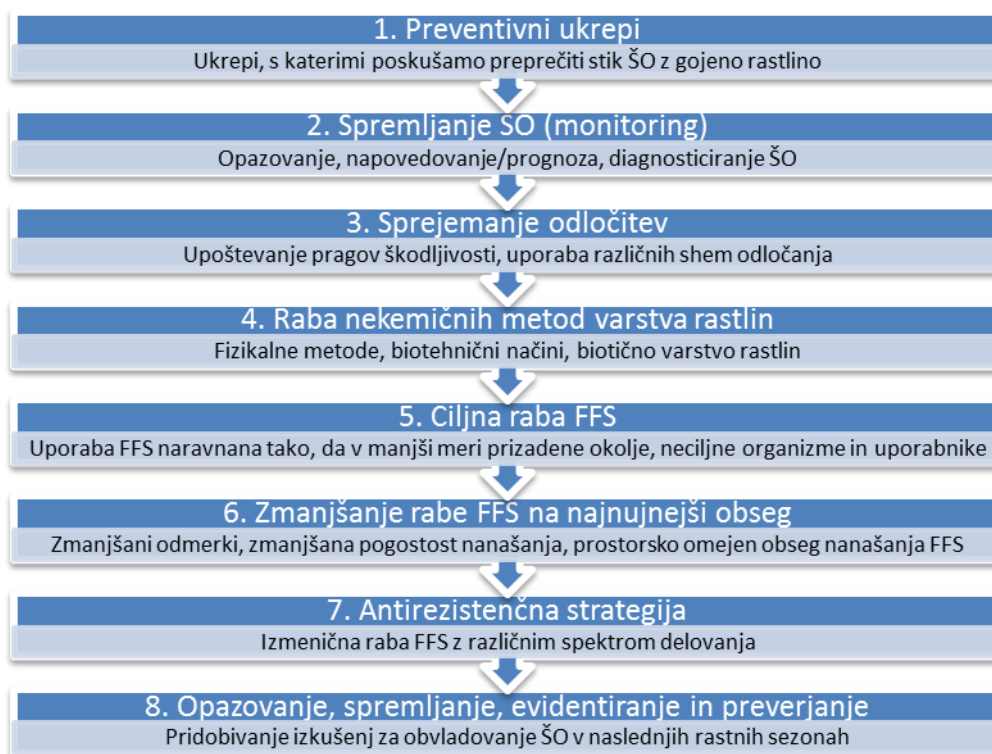 1. Preventivni ukrepi
Ukrepi, s katerimi poskušamo preprečiti stik ŠO z gojeno rastlino
2. Spremljanje ŠO (monitoring)
Opazovanje, napovedovanje/prognoza, diagnosticiranje ŠO
3. Sprejemanje odločitev
Upoštevanje pragov škodljivosti, uporaba različnih shem odločanja
4. Raba nekemičnih metod varstva rastlin
Fizikalne metode, biotehnični načini, biotično varstvo rastlin
5. Ciljna raba FFS
Uporaba FFS naravnana tako, da v manjši meri prizadene okolje, neciljne organizme in uporabnike
6. Zmanjšanje rabe FFS na najnujnejši obseg
Zmanjšani odmerki, zmanjšana pogostost nanašanja, prostorsko omejen obseg nanašanja FFS
7. Antirezistenčna strategija
Izmenična raba FFS z različnim spektrom delovanja
8. Opazovanje, spremljanje, evidentiranje in preverjanje
Pridobivanje izkušenj za obvladovanje ŠO v naslednjih rastnih sezonah